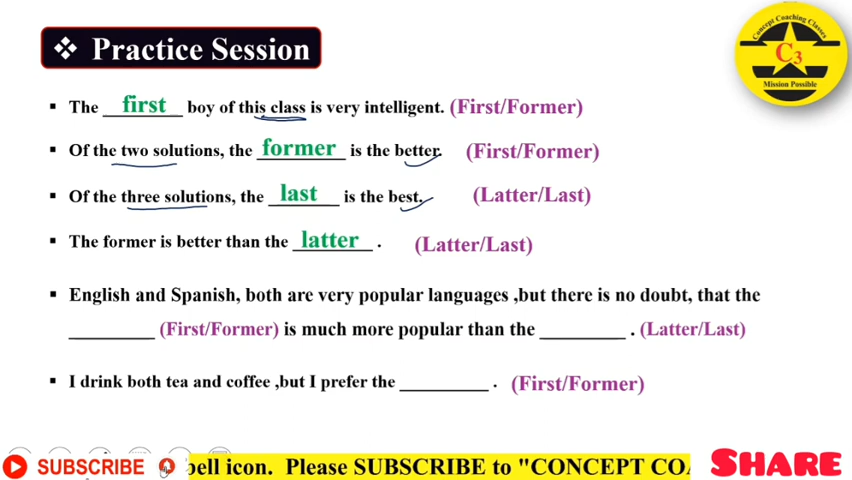 ❖ Practice Session
Concept Coaching Classes
C3
Mission Possible
▪ The first boy of this class is very intelligent. (First/Former)
▪ Of the two solutions, the former is the better. (First/Former)
▪ Of the three solutions, the last is the best. (Latter/Last)
▪ The former is better than the latter . (Latter/Last)
▪ English and Spanish, both are very popular languages ,but there is no doubt, that the
_________ (First/Former) is much more popular than the _________ . (Latter/Last)
▪ I drink both tea and coffee ,but I prefer the _________ . (First/Former)
SUBSCRIBE
bell icon. Please SUBSCRIBE to "CONCEPT COA
SHARE